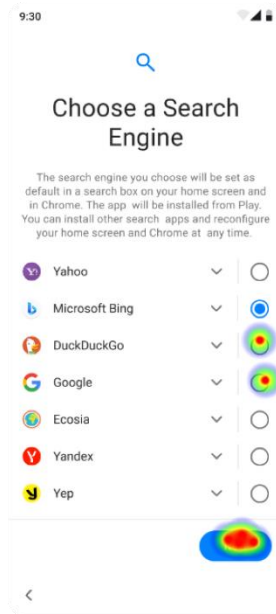 9:30
Choose a Search
Engine
The search engine you choose will be set as
default in a search box on your home screen and
in Chrome. The app will be installed from Play.
You can install other search apps and reconfigure
your home screen and Chrome at any time.
Yahoo
Microsoft Bing
DuckDuckGo
Google
Ecosia
Yandex
Yep